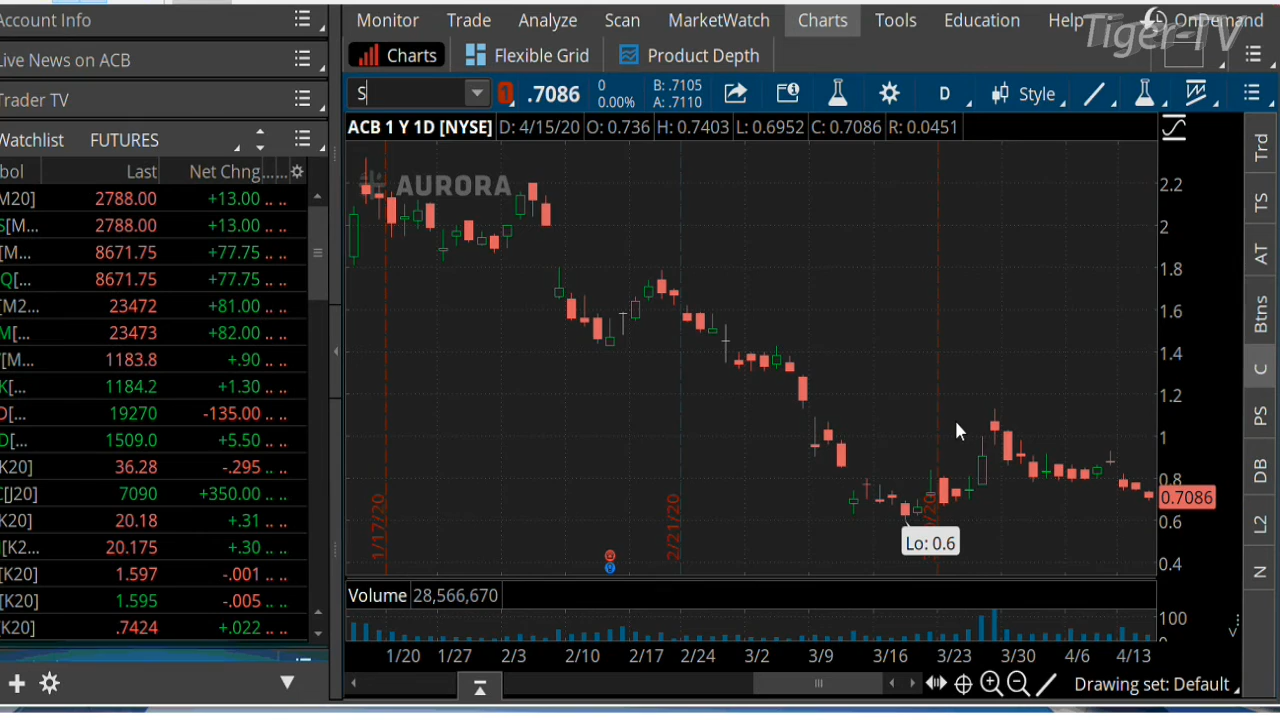 Account Info
Live News on ACB
Trader TV
Watchlist FUTURES
bol Last Net Chng...
M20] 2788.00 +13.00 .. ..
S[M... 2788.00 +13.00 .. ..
[M... 8671.75 +77.75 .. ..
Q[... 8671.75 +77.75 .. ..
[M2... 23472 +81.00 .. ..
M[... 23473 +82.00 .. ..
[M... 1183.8 +.90 .. ..
K[... 1184.2 +1.30 .. ..
D[... 19270 -135.00 .. ..
D[... 1509.0 +5.50 .. ..
K20] 36.28 -.295 .. ..
[J20] 7090 +350.00 .. ..
K20] 20.18 +.31 .. ..
[K2... 20.175 +.30 .. ..
[K20] 1.597 -.001 .. ..
[K20] 1.595 -.005 .. ..
[K20] .7424 +.022 .. ..
Monitor Trade Analyze Scan MarketWatch Charts Tools Education Help OnDemand
Tiger-TV
Charts Flexible Grid Product Depth
S 1 .7086 0 B: .7105 D Style
0.00% A: .7110
ACB 1 Y 1D [NYSE] D: 4/15/20 O: 0.736 H: 0.7403 L: 0.6952 C: 0.7086 R: 0.0451
AURORA
2.2
2
1.8
1.6
1.4
1.2
1
0.8
0.7086
0.6
0.4
1/17/20
2/21/20
/20
Lo: 0.6
Volume 28,566,670
100
0
1/20 1/27 2/3 2/10 2/17 2/24 3/2 3/9 3/16 3/23 3/30 4/6 4/13
Drawing set: Default
Trd
TS
AT
Btns
C
PS
DB
L2
N